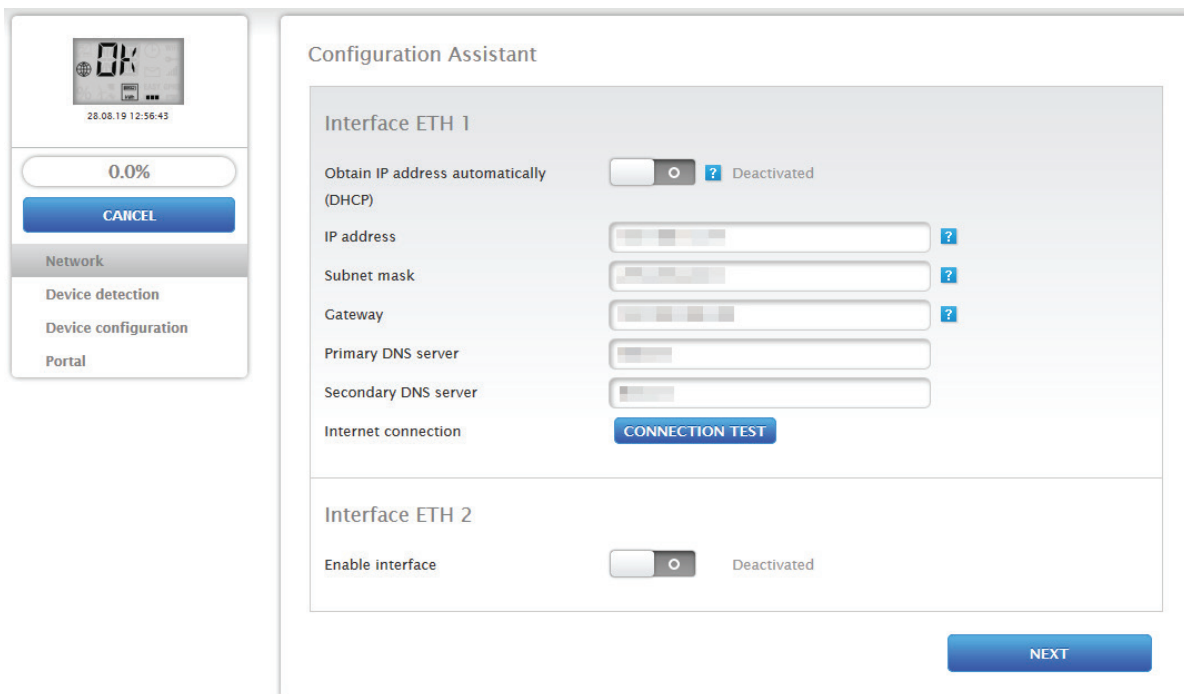 OK
28.08.19 12:56:43
0.0%
CANCEL
Network
Device detection
Device configuration
Portal
Configuration Assistant
Interface ETH 1
Obtain IP address automatically
(DHCP)
? Deactivated
IP address
?
Subnet mask
?
Gateway
?
Primary DNS server
Secondary DNS server
Internet connection
CONNECTION TEST
Interface ETH 2
Enable interface
Deactivated
NEXT